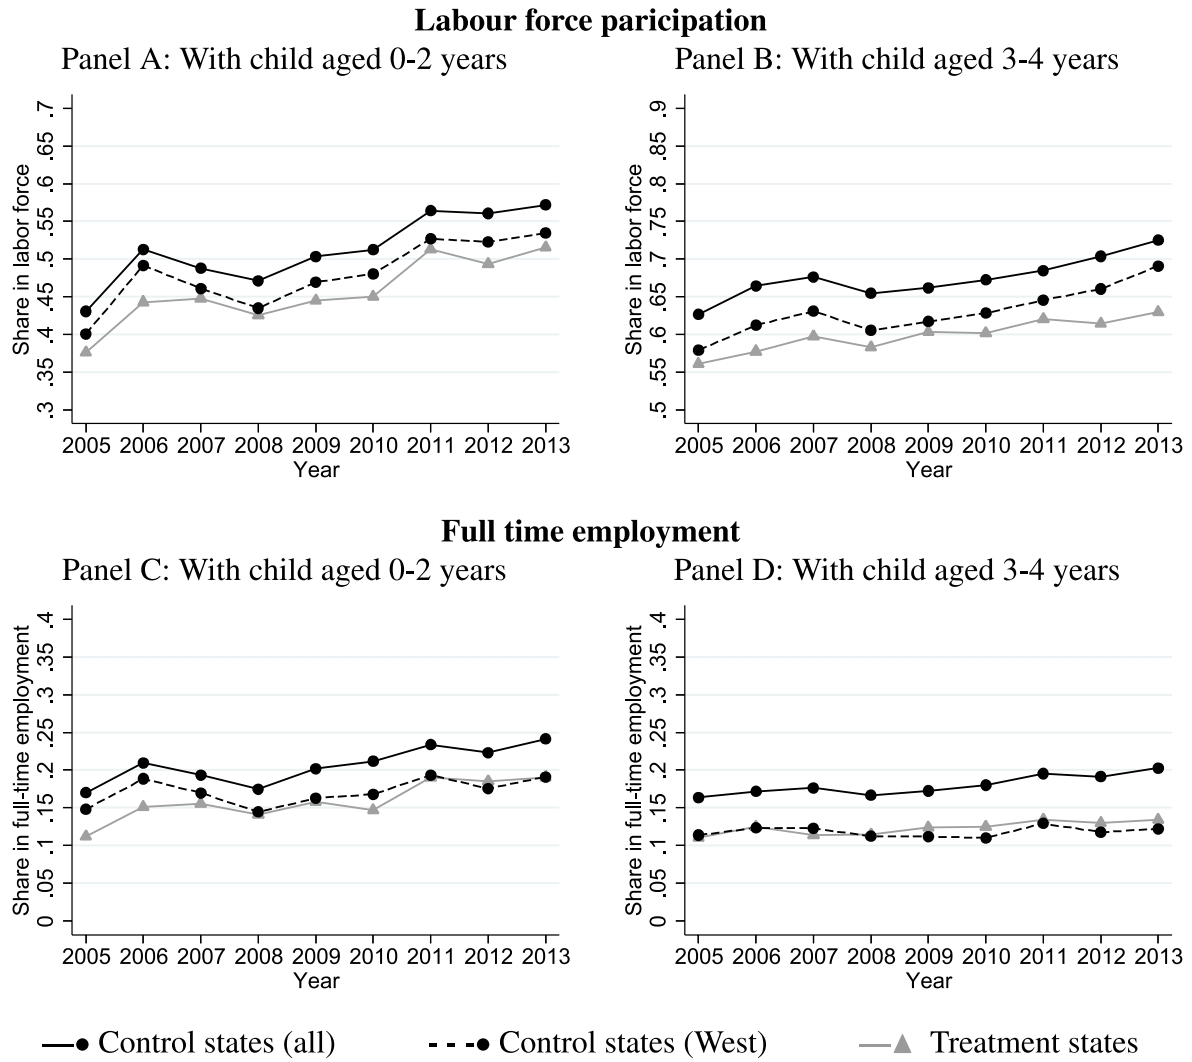 Labour force paricipation
Panel A: With child aged 0-2 years
Share in labor force
.7
.65
.6
.55
.5
.45
.4
.35
.3
2005 2006 2007 2008 2009 2010 2011 2012 2013
Year
Panel B: With child aged 3-4 years
Share in labor force
.9
.85
.8
.75
.7
.65
.6
.55
.5
2005 2006 2007 2008 2009 2010 2011 2012 2013
Year
Full time employment
Panel C: With child aged 0-2 years
Share in full-time employment
.4
.35
.3
.25
.2
.15
.1
.05
0
2005 2006 2007 2008 2009 2010 2011 2012 2013
Year
Panel D: With child aged 3-4 years
Share in full-time employment
.4
.35
.3
.25
.2
.15
.1
.05
0
2005 2006 2007 2008 2009 2010 2011 2012 2013
Year
Control states (all) Control states (West) Treatment states